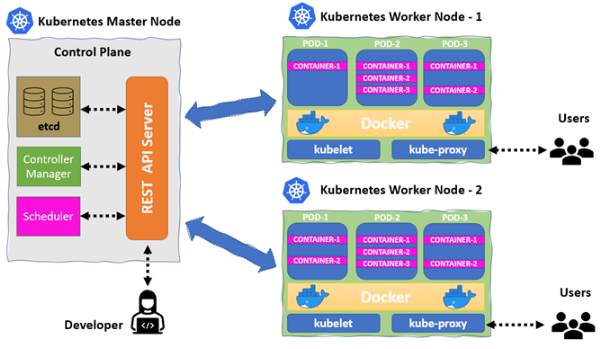 Kubernetes Master Node
Control Plane
etcd
Controller
Manager
Scheduler
REST API Server
Developer
Kubernetes Worker Node - 1
POD-1 POD-2 POD-3
CONTAINER-1 CONTAINER-1 CONTAINER-1
CONTAINER-2
CONTAINER-3 CONTAINER-2
Docker
kubelet kube-proxy
Users
Kubernetes Worker Node - 2
POD-1 POD-2 POD-3
CONTAINER-1 CONTAINER-1 CONTAINER-1
CONTAINER-2
CONTAINER-2 CONTAINER-3 CONTAINER-2
Docker
kubelet kube-proxy
Users